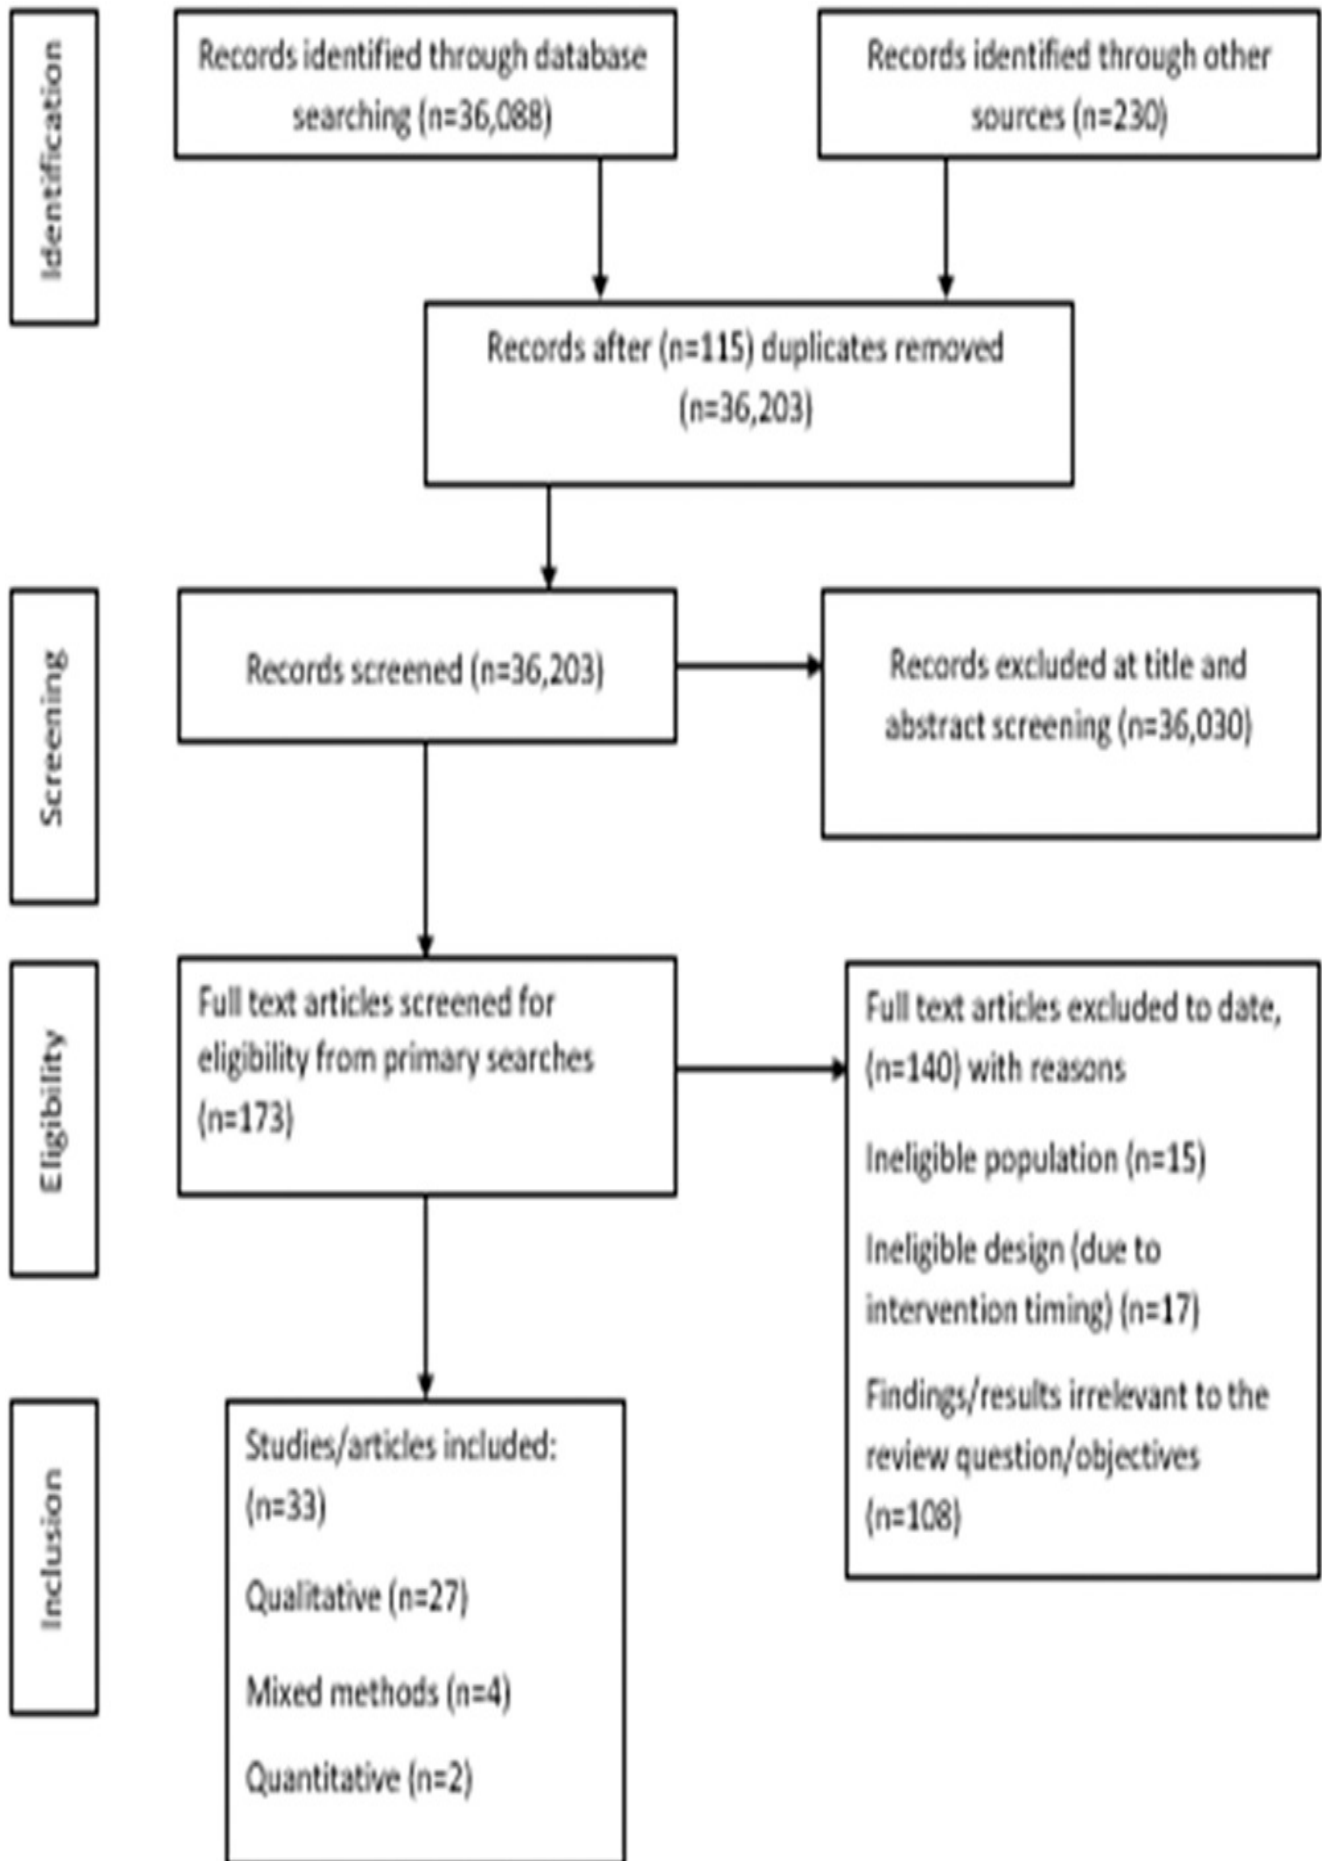 Identification
Records identified through database
searching (n=36,088)
Records identified through other
sources (n=230)
Records after (n=115) duplicates removed
(n=36,203)
Screening
Records screened (n=36,203)
Records excluded at title and
abstract screening (n=36,030)
Eligibility
Full text articles screened for
eligibility from primary searches
(n=173)
Full text articles excluded to date,
(n=140) with reasons
Ineligible population (n=15)
Ineligible design (due to
intervention timing) (n=17)
Findings/results irrelevant to the
review question/objectives
(n=108)
Inclusion
Studies/articles included:
(n=33)
Qualitative (n=27)
Mixed methods (n=4)
Quantitative (n=2)